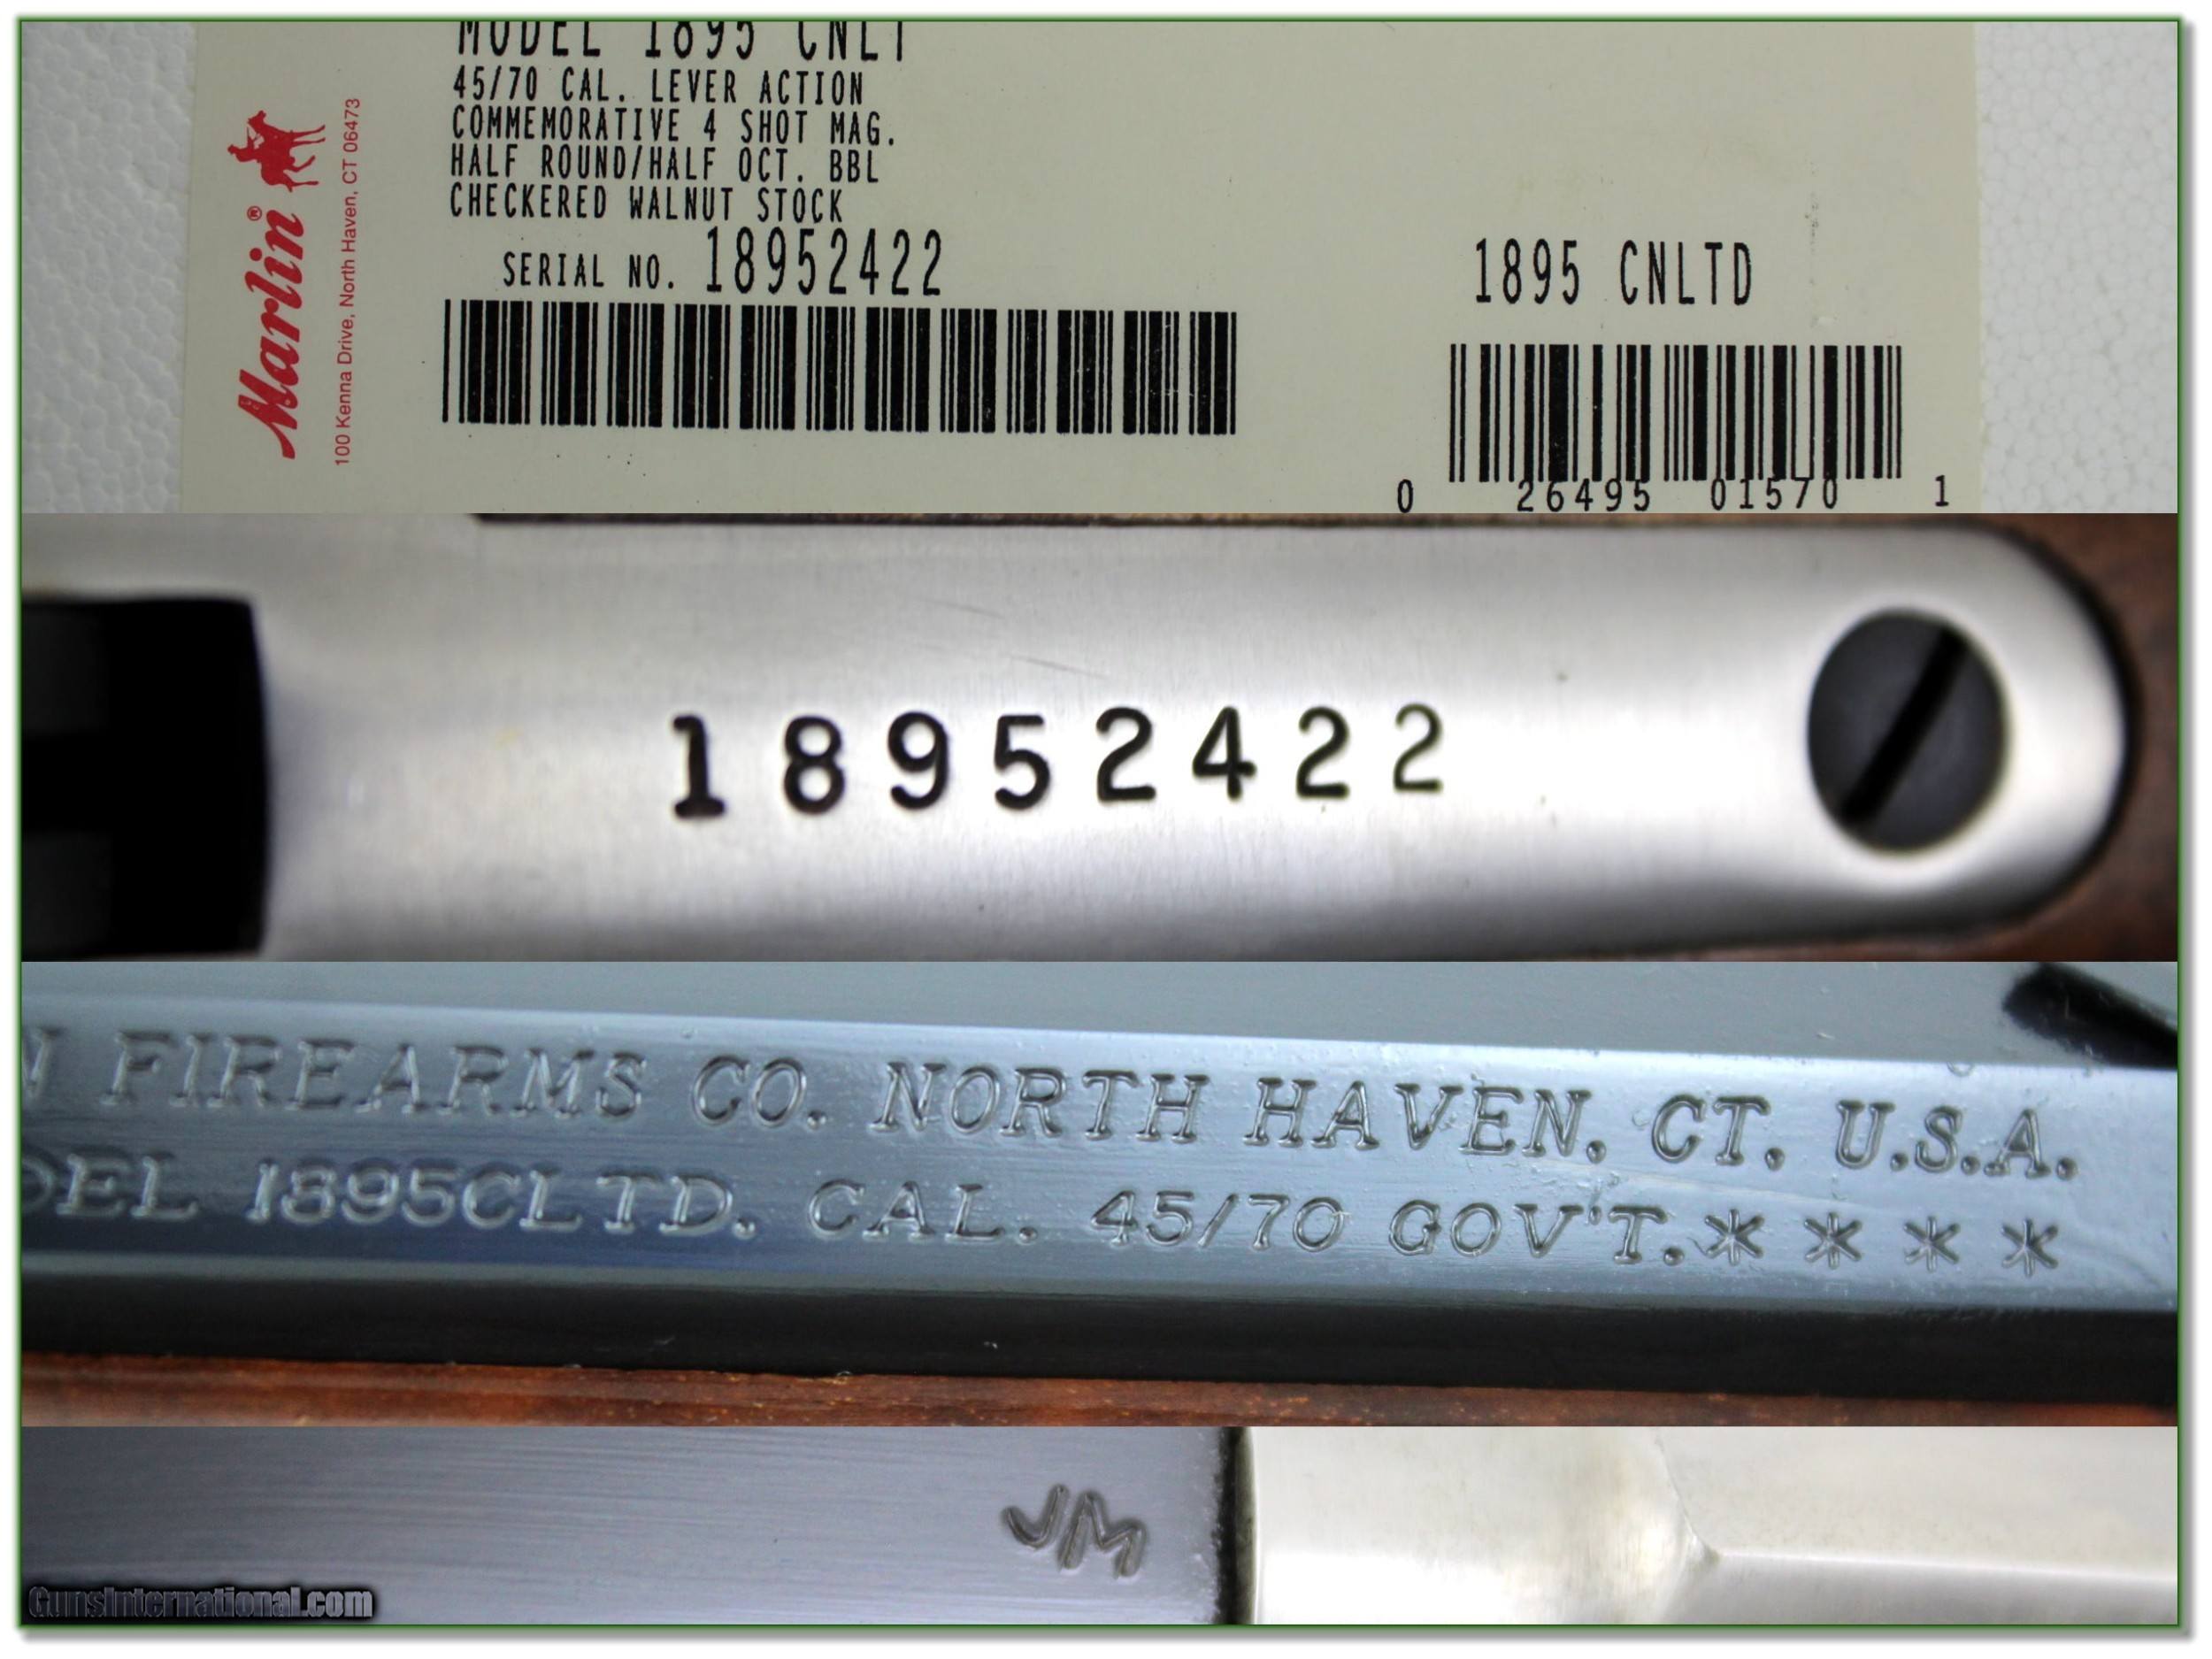 MODEL 1895 CNLT
45/70 CAL. LEVER ACTION
COMMEMORATIVE 4 SHOT MAG.
HALF ROUND/HALF OCT. BBL
CHECKERED WALNUT STOCK
SERIAL NO. 18952422
Marlin®
100 Kenna Drive, North Haven, CT 06473
1895 CNLTD
0 26495 01570 1
18952422
N FIREARMS CO. NORTH HAVEN. CT. U.S.A.
DEL 1895CLTD. CAL. 45/70 GOV'T.✳ ✳ ✳ ✳
JM
GunsInternational.com